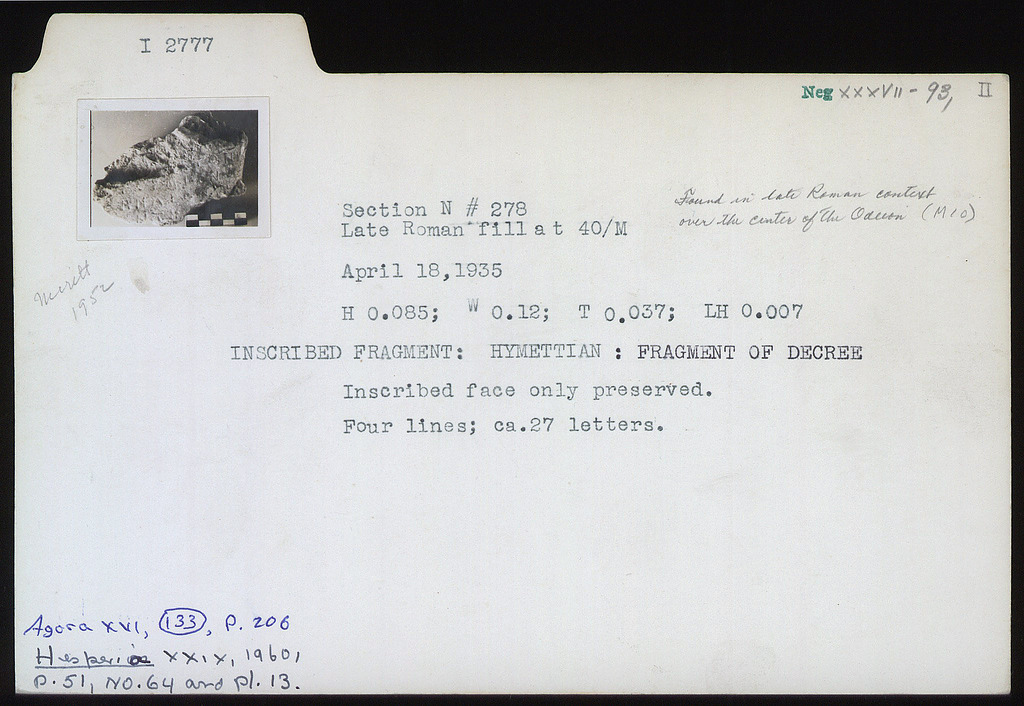 I 2777
Neg XXXVII - 93, II
Found in late Roman context
over the center of the Odeion (M 10)
Section N # 278
Late Roman fill at 40/M
Meritt
1952
April 18,1935
H 0.085; W 0.12; T 0.037; LH 0.007
INSCRIBED FRAGMENT: HYMETTIAN : FRAGMENT OF DECREE
Inscribed face only preserved.
Four lines; ca.27 letters.
Agora XVI, 133, P. 206
Hesperia XXIX, 1960,
P. 51, NO. 64 and pl. 13.